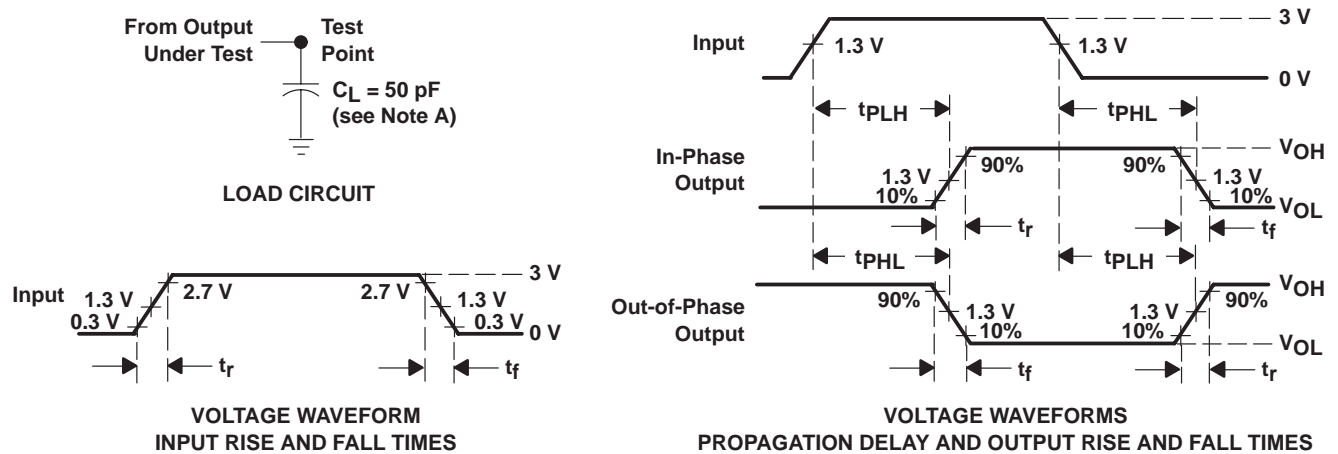 From Output
Under Test
Test
Point
CL = 50 pF
(see Note A)
LOAD CIRCUIT
Input
1.3 V
0.3 V
2.7 V
2.7 V
1.3 V
0.3 V
3 V
0 V
tr
tf
VOLTAGE WAVEFORM
INPUT RISE AND FALL TIMES
Input
1.3 V
1.3 V
3 V
0 V
tPLH
tPHL
In-Phase
Output
1.3 V
10%
90%
90%
1.3 V
10%
VOH
VOL
tr
tf
tPHL
tPLH
Out-of-Phase
Output
90%
1.3 V
10%
1.3 V
10%
90%
VOH
VOL
tf
tr
VOLTAGE WAVEFORMS
PROPAGATION DELAY AND OUTPUT RISE AND FALL TIMES